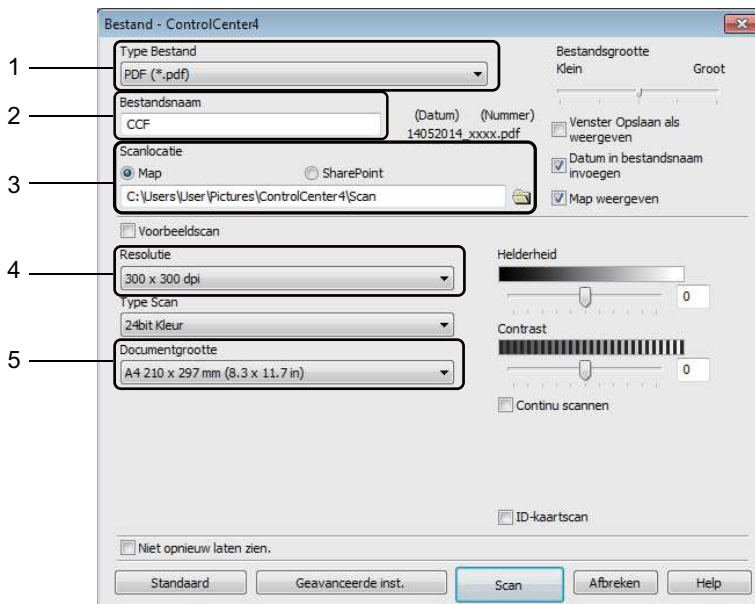 Bestand - ControlCenter4
1
Type Bestand
PDF (*.pdf)
Bestandsgrootte
Klein Groot
2
Bestandsnaam
CCF
(Datum) (Nummer)
14052014_xxxx.pdf
Venster Opslaan als
weergeven
Datum in bestandsnaam
invoegen
Map weergeven
3
Scanlocatie
Map SharePoint
C:\Users\User\Pictures\ControlCenter4\Scan
Voorbeeldscan
4
Resolutie
300 x 300 dpi
Type Scan
24bit Kleur
5
Documentgrootte
A4 210 x 297 mm (8.3 x 11.7 in)
Helderheid
0
Contrast
0
Continu scannen
ID-kaartscan
Niet opnieuw laten zien.
Standaard Geavanceerde inst. Scan Afbreken Help